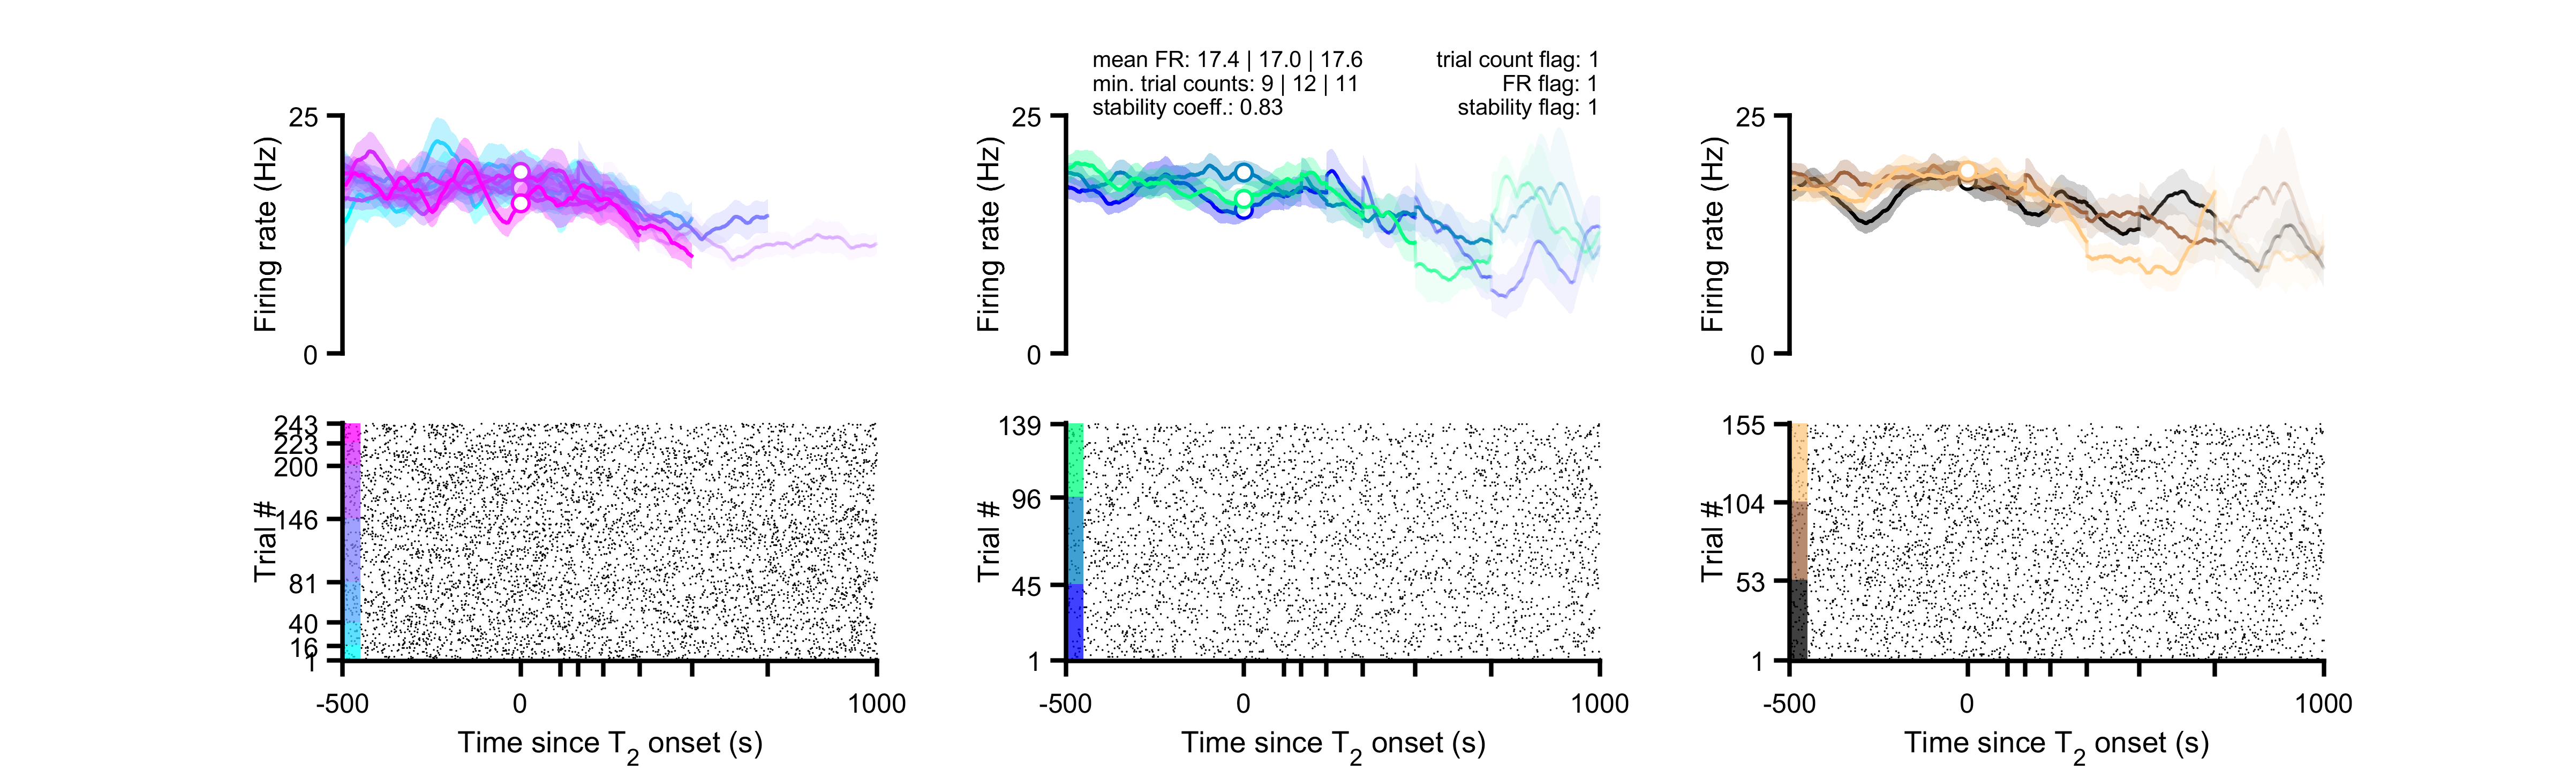 mean FR: 17.4 | 17.0 | 17.6
min. trial counts: 9 | 12 | 11
stability coeff.: 0.83
trial count flag: 1
FR flag: 1
stability flag: 1
25
0
Firing rate (Hz)
25
0
Firing rate (Hz)
25
0
Firing rate (Hz)
243
223
200
146
81
40
16
1
Trial #
-500
0
1000
Time since T2 onset (s)
139
96
45
1
Trial #
-500
0
1000
Time since T2 onset (s)
155
104
53
1
Trial #
-500
0
1000
Time since T2 onset (s)